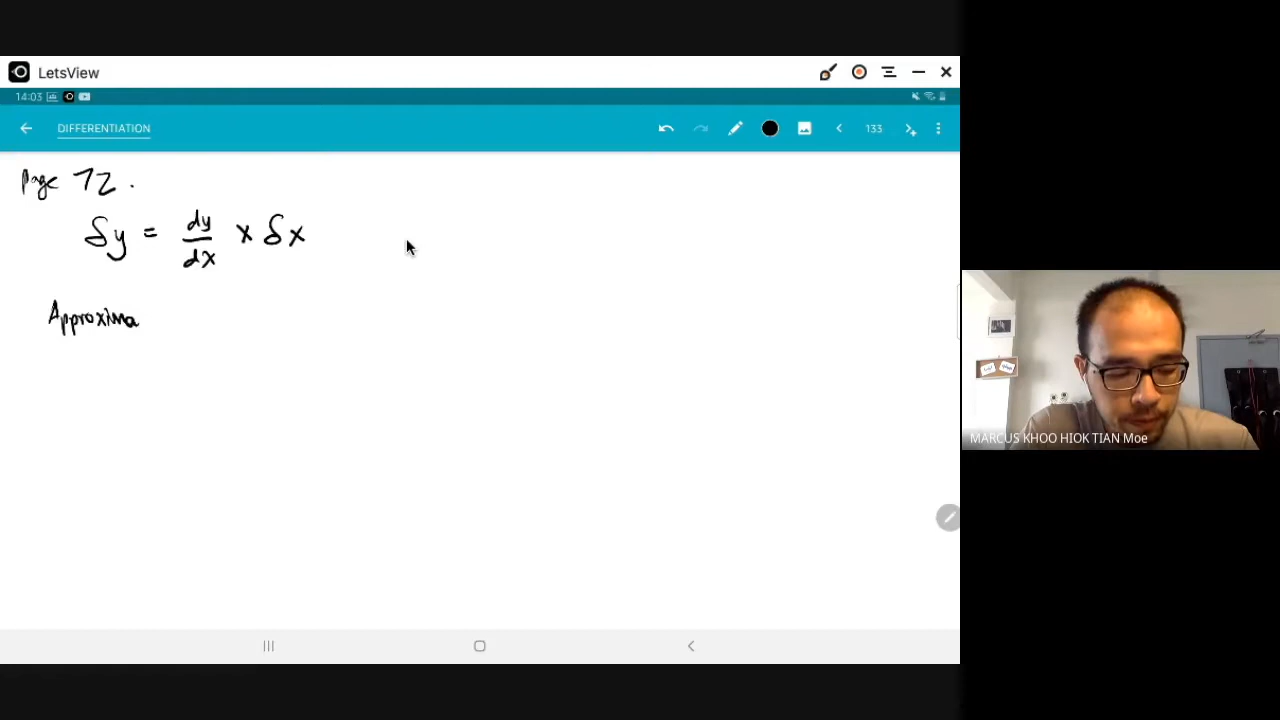 LetsView
14:03
DIFFERENTIATION
133
Page 72.
δy = dy/dx × δx
Approxima
MARCUS KHOO HIOK TIAN Moe